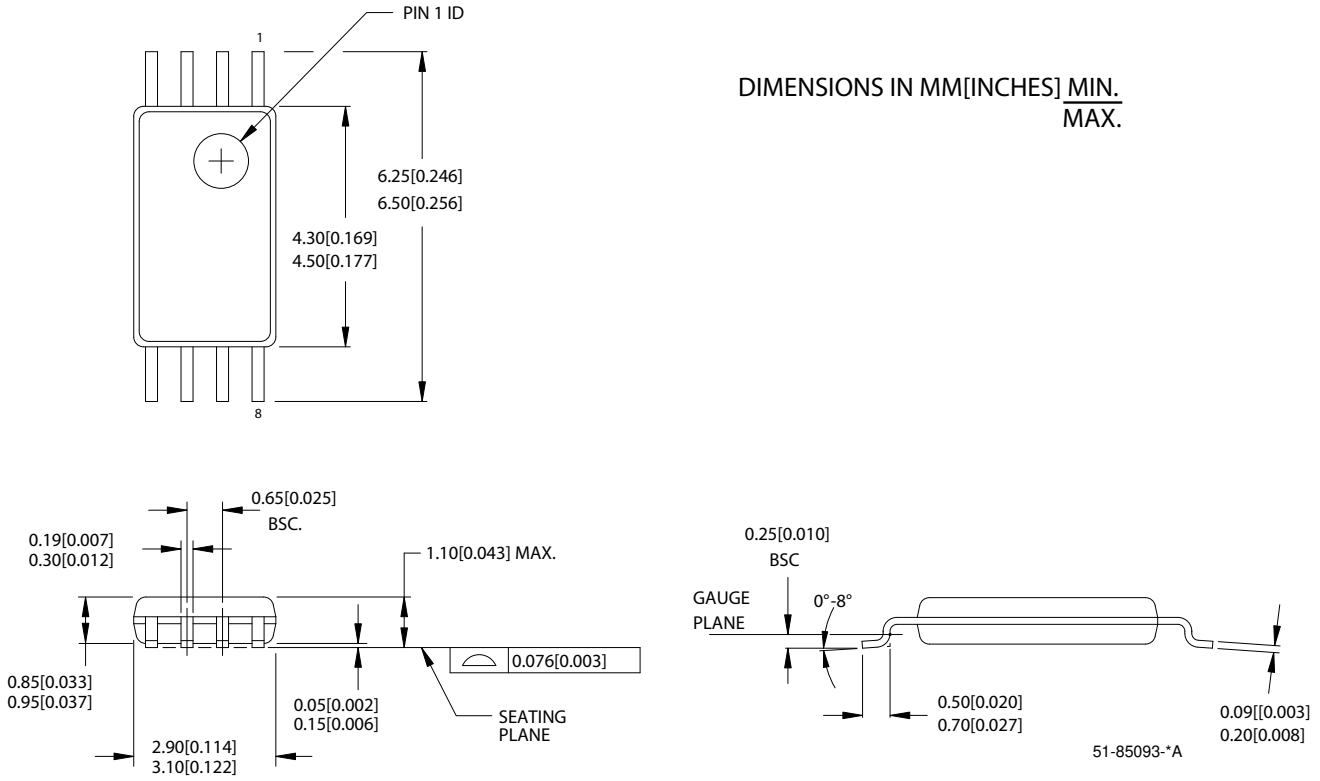 PIN 1 ID
1
DIMENSIONS IN MM[INCHES] MIN.
MAX.
6.25[0.246]
6.50[0.256]
4.30[0.169]
4.50[0.177]
8
0.65[0.025]
BSC.
0.19[0.007]
0.30[0.012]
1.10[0.043] MAX.
0.25[0.010]
BSC
GAUGE
PLANE
0°-8°
0.076[0.003]
0.85[0.033]
0.95[0.037]
0.05[0.002]
0.15[0.006]
SEATING
PLANE
2.90[0.114]
3.10[0.122]
0.50[0.020]
0.70[0.027]
0.09[[0.003]
0.20[0.008]
51-85093-*A